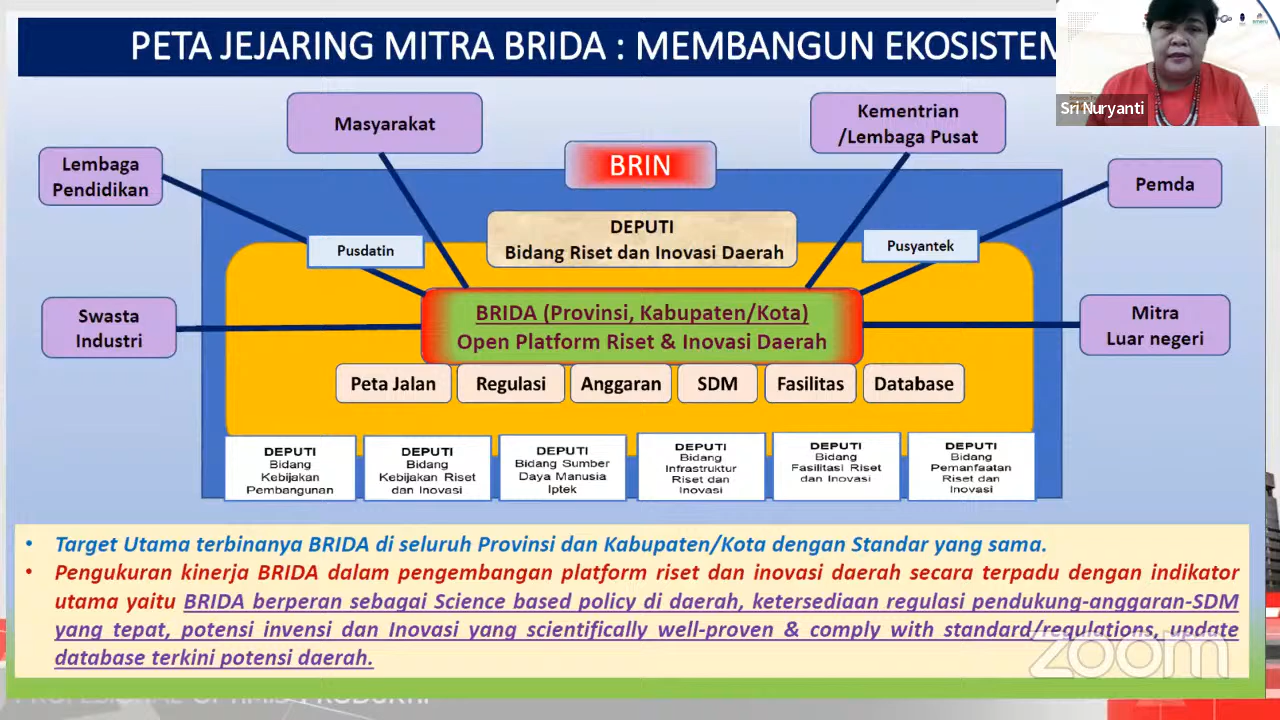 PETA JEJARING MITRA BRIDA : MEMBANGUN EKOSISTEM
Sri Nuryanti
Masyarakat
Kementrian
/Lembaga Pusat
Lembaga
Pendidikan
BRIN
Pemda
DEPUTI
Bidang Riset dan Inovasi Daerah
Pusdatin
Pusyantek
Swasta
Industri
BRIDA (Provinsi, Kabupaten/Kota)
Open Platform Riset & Inovasi Daerah
Mitra
Luar negeri
Peta Jalan
Regulasi
Anggaran
SDM
Fasilitas
Database
DEPUTI
Bidang
Kebijakan
Pembangunan
DEPUTI
Bidang
Kebijakan Riset
dan Inovasi
DEPUTI
Bidang Sumber
Daya Manusia
Iptek
DEPUTI
Bidang
Infrastruktur
Riset dan
Inovasi
DEPUTI
Bidang
Fasilitasi Riset
dan Inovasi
DEPUTI
Bidang
Pemanfaatan
Riset dan
Inovasi
• Target Utama terbinanya BRIDA di seluruh Provinsi dan Kabupaten/Kota dengan Standar yang sama.
• Pengukuran kinerja BRIDA dalam pengembangan platform riset dan inovasi daerah secara terpadu dengan indikator
utama yaitu BRIDA berperan sebagai Science based policy di daerah, ketersediaan regulasi pendukung-anggaran-SDM
yang tepat, potensi invensi dan Inovasi yang scientifically well-proven & comply with standard/regulations, update
database terkini potensi daerah.
zoom